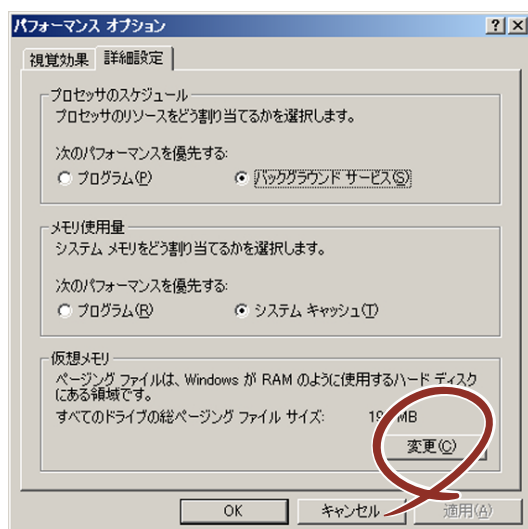 パフォーマンス オプション
視覚効果
詳細設定
プロセッサのスケジュール
プロセッサのリソースをどう割り当てるかを選択します。
次のパフォーマンスを優先する:
プログラム(P)
バックグラウンド サービス(S)
メモリ使用量
システム メモリをどう割り当てるかを選択します。
次のパフォーマンスを優先する:
プログラム(R)
システム キャッシュ(T)
仮想メモリ
ページング ファイルは、Windows が RAM のように使用するハード ディスク
にある領域です。
すべてのドライブの総ページング ファイル サイズ:
MB
変更(C)
OK
キャンセル
適用(A)